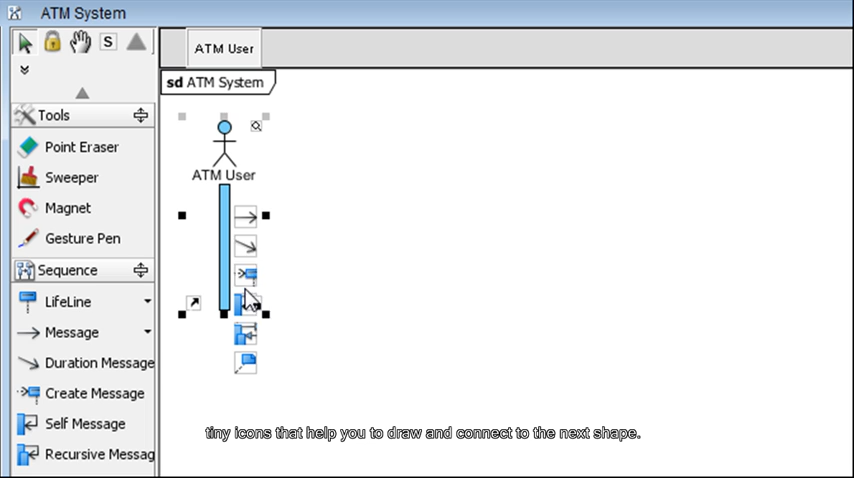 ATM System
S
ATM User
sd ATM System
Tools
Point Eraser
Sweeper
Magnet
Gesture Pen
Sequence
LifeLine
Message
Duration Message
Create Message
Self Message
Recursive Messag
ATM User
tiny icons that help you to draw and connect to the next shape.